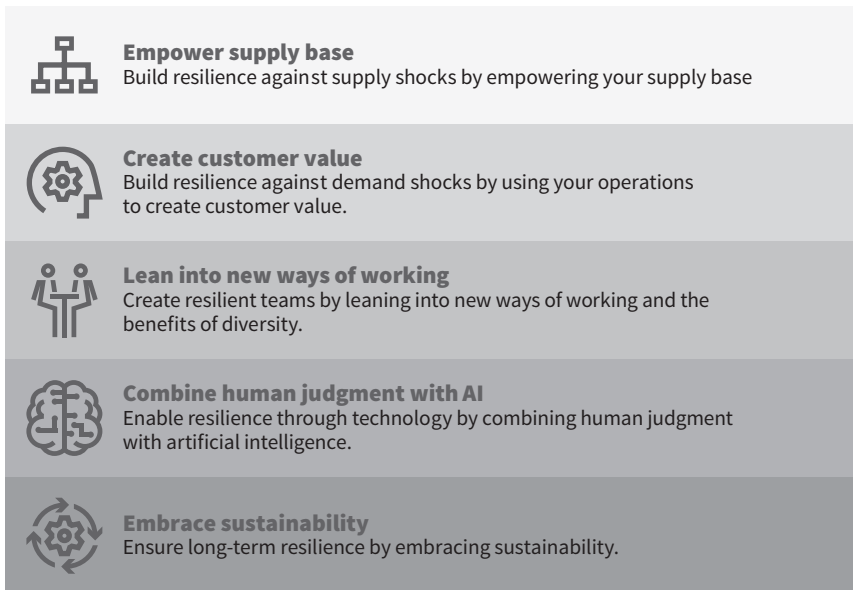 Empower supply base
Build resilience against supply shocks by empowering your supply base
Create customer value
Build resilience against demand shocks by using your operations
to create customer value.
Lean into new ways of working
Create resilient teams by leaning into new ways of working and the
benefits of diversity.
Combine human judgment with AI
Enable resilience through technology by combining human judgment
with artificial intelligence.
Embrace sustainability
Ensure long-term resilience by embracing sustainability.